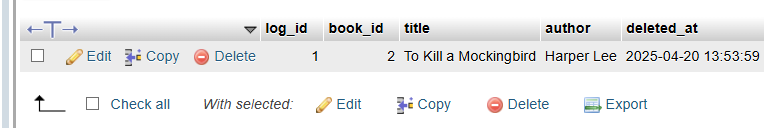 ←T→ log_id book_id title author deleted_at
Edit Copy Delete 1 2 To Kill a Mockingbird Harper Lee 2025-04-20 13:53:59
Check all With selected: Edit Copy Delete Export